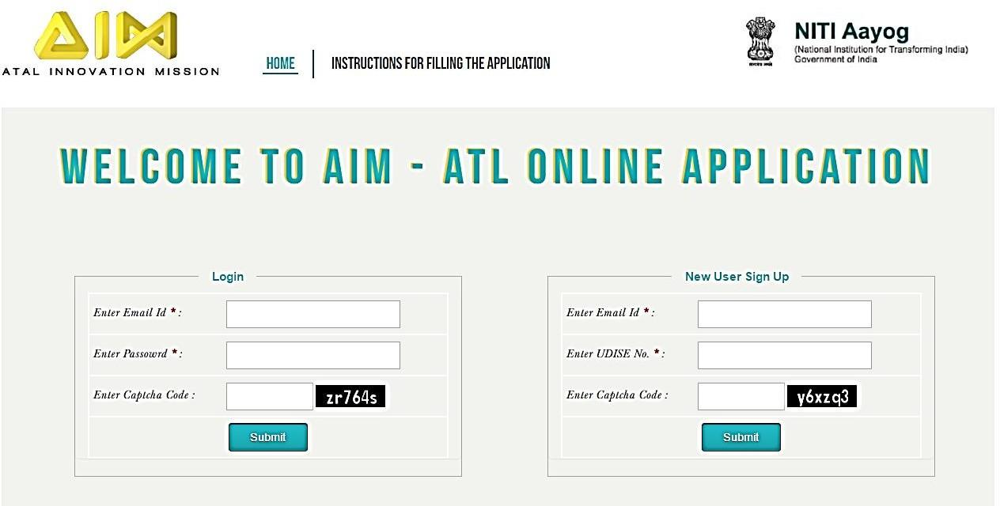 AIM
ATAL INNOVATION MISSION
HOME
INSTRUCTIONS FOR FILLING THE APPLICATION
NITI Aayog
(National Institution for Transforming India)
Government of India
WELCOME TO AIM - ATL ONLINE APPLICATION
Login
Enter Email Id * :
Enter Passowrd * :
Enter Captcha Code :
zr764s
Submit
New User Sign Up
Enter Email Id * :
Enter UDISE No. * :
Enter Captcha Code :
y6xzq3
Submit